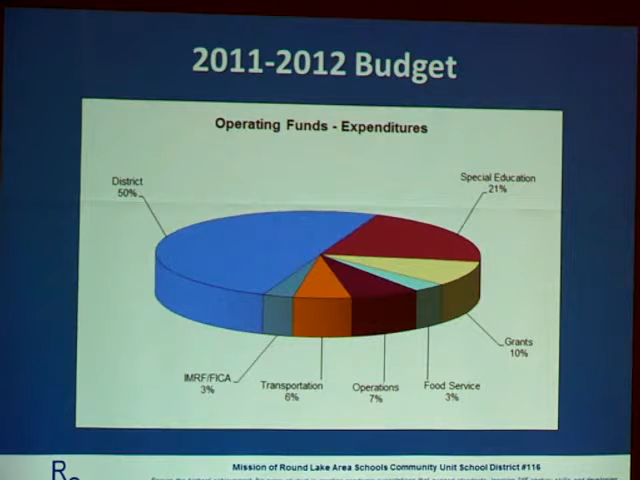 2011-2012 Budget
Operating Funds - Expenditures
District
50%
Special Education
21%
Grants
10%
IMRF/FICA
3%
Transportation
6%
Operations
7%
Food Service
3%
R
Mission of Round Lake Area Schools Community Unit School District #116